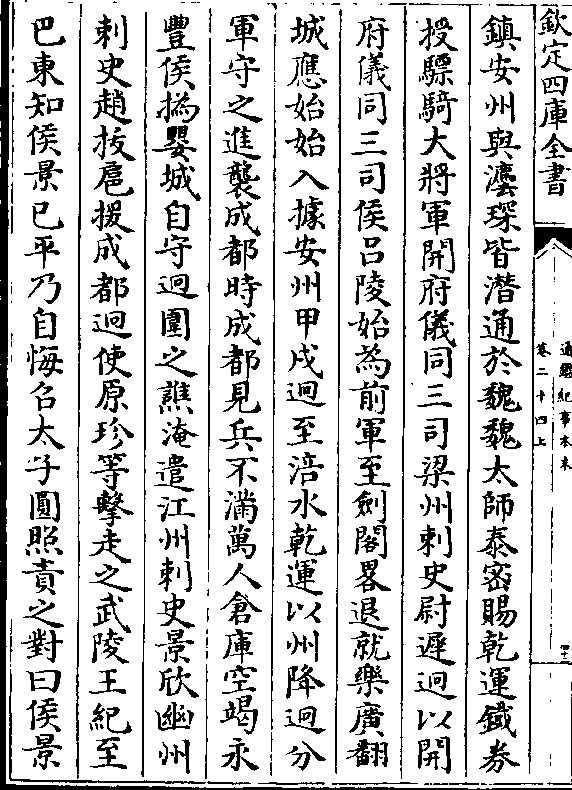 欽定四庫全書
通鑑紀事本末
卷二十四上
鎮安州與灋琛皆潛通於魏魏太師泰宻賜乾運鐵券
授驃騎大將軍開府儀同三司梁州刺史尉遲迥以開
府儀同三司侯吕陵始為前軍至劍閣畧退就樂廣翻
城應始始入據安州甲戌迥至涪水乾運以州降迥分
軍守之進襲成都時成都見兵不滿萬人倉庫空竭永
豐侯撝嬰城自守迥圍之譙淹遣江州刺史景欣幽州
刺史趙拔扈援成都迥使原珍等擊走之武陵王紀至
巴東知侯景已平乃自悔召太子圓照責之對曰侯景